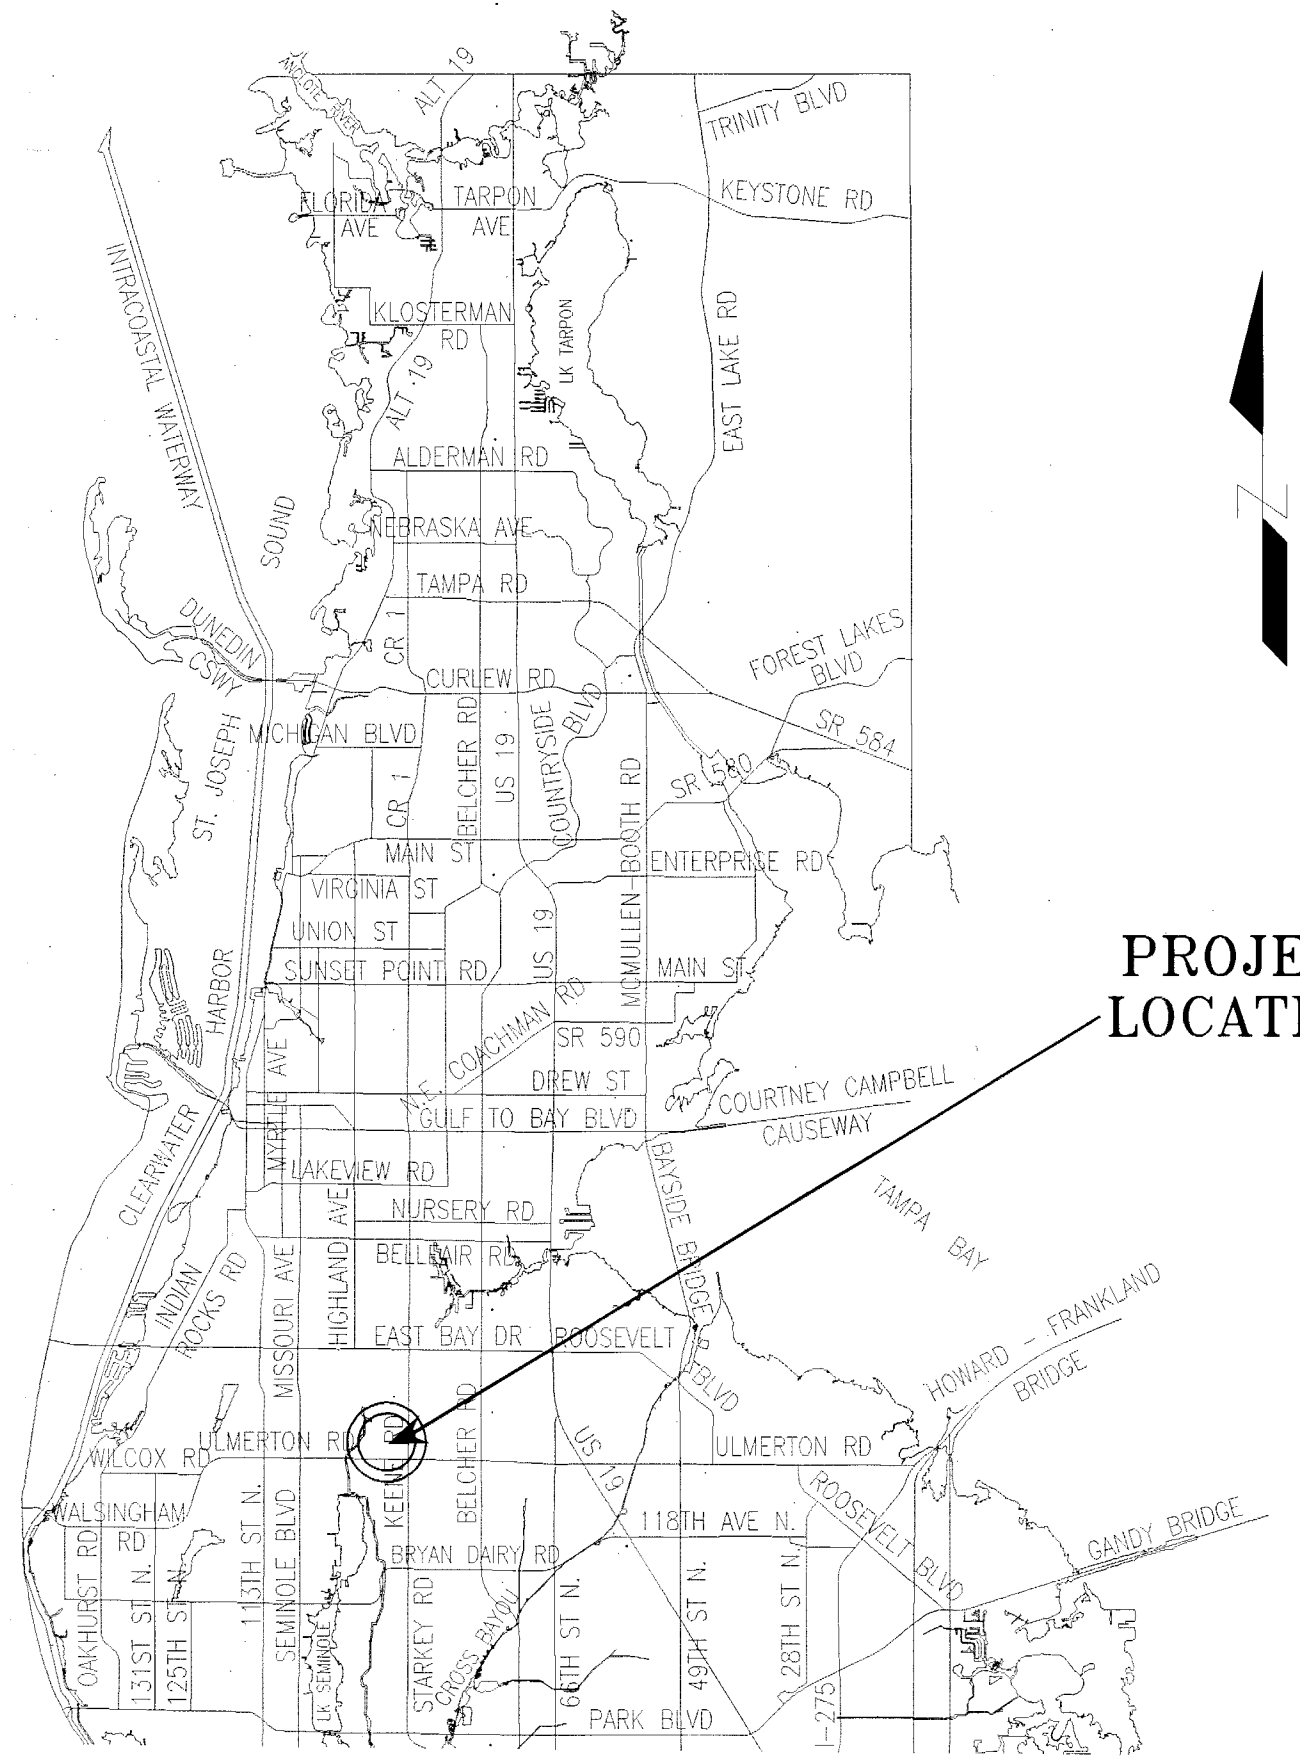 ANCLOTE RIVER
ALT 19
TRINITY BLVD
KEYSTONE RD
FLORIDA
AVE
TARPON
AVE
INTRACOASTAL WATERWAY
KLOSTERMAN
RD
LK TARPON
EAST LAKE RD
ALT 19
ALDERMAN RD
SOUND
NEBRASKA AVE
TAMPA RD
DUNEDIN
CSWY
CR 1
FOREST LAKES
BLVD
CURLEW RD
ST. JOSEPH
MICHIGAN BLVD
BELCHER RD
US 19
COUNTRYSIDE
BLVD
SR 584
SR 580
CR 1
MCMULLEN-BOOTH RD
MAIN ST
ENTERPRISE RD
VIRGINIA ST
UNION ST
US 19
HARBOR
SUNSET POINT RD
MAIN ST
N.E. COACHMAN RD
SR 590
PROJE
LOCATI
MYRTLE AVE
DREW ST
GULF TO BAY BLVD
COURTNEY CAMPBELL
CAUSEWAY
CLEARWATER
LAKEVIEW RD
BAYSIDE BRIDGE
TAMPA BAY
NURSERY RD
HIGHLAND AVE
BELLEAIR RD
INDIAN
ROCKS RD
MISSOURI AVE
EAST BAY DR
ROOSEVELT
BLVD
HOWARD - FRANKLAND
BRIDGE
ULMERTON RD
WILCOX RD
KEENE RD
BELCHER RD
US 19
ULMERTON RD
WALSINGHAM
RD
113TH ST N.
SEMINOLE BLVD
118TH AVE N.
ROOSEVELT BLVD
GANDY BRIDGE
BRYAN DAIRY RD
OAKHURST RD
131ST ST N.
125TH ST N.
LK SEMINOLE
STARKEY RD
CROSS BAYOU
66TH ST N.
49TH ST N.
28TH ST N.
I-275
PARK BLVD
N